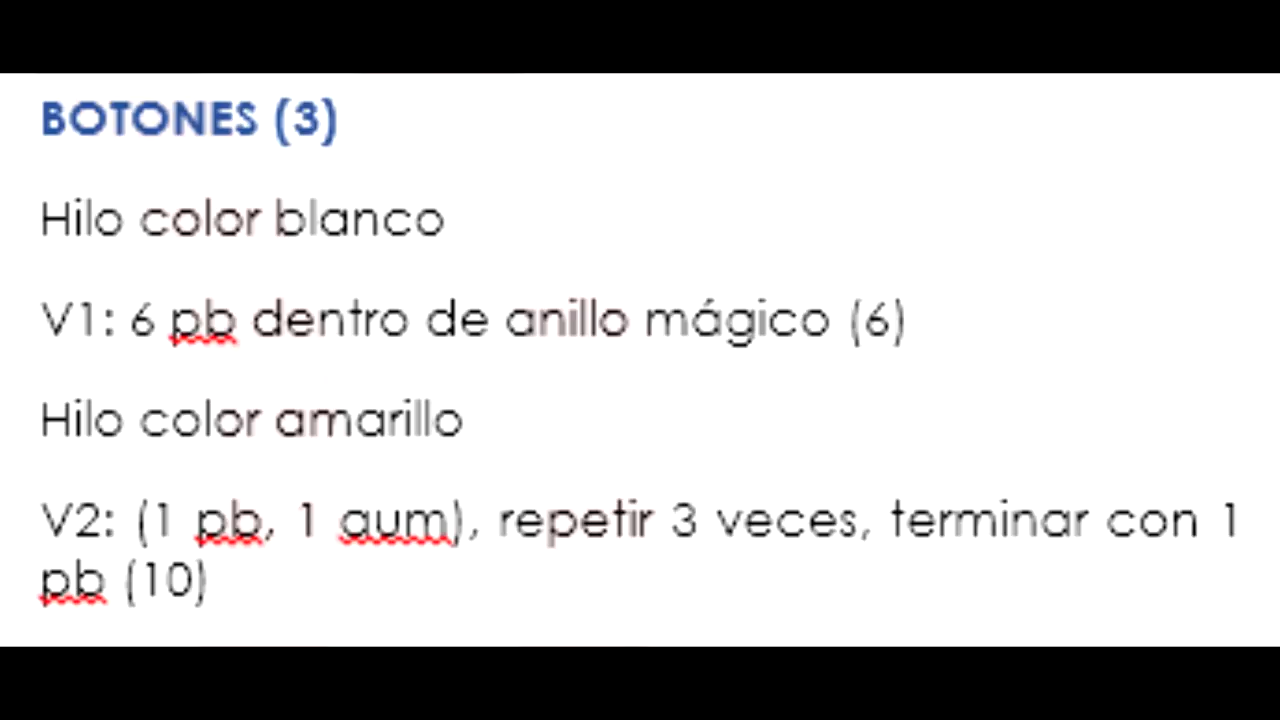 BOTONES (3)
Hilo color blanco
V1: 6 pb dentro de anillo mágico (6)
Hilo color amarillo
V2: (1 pb, 1 aum), repetir 3 veces, terminar con 1
pb (10)